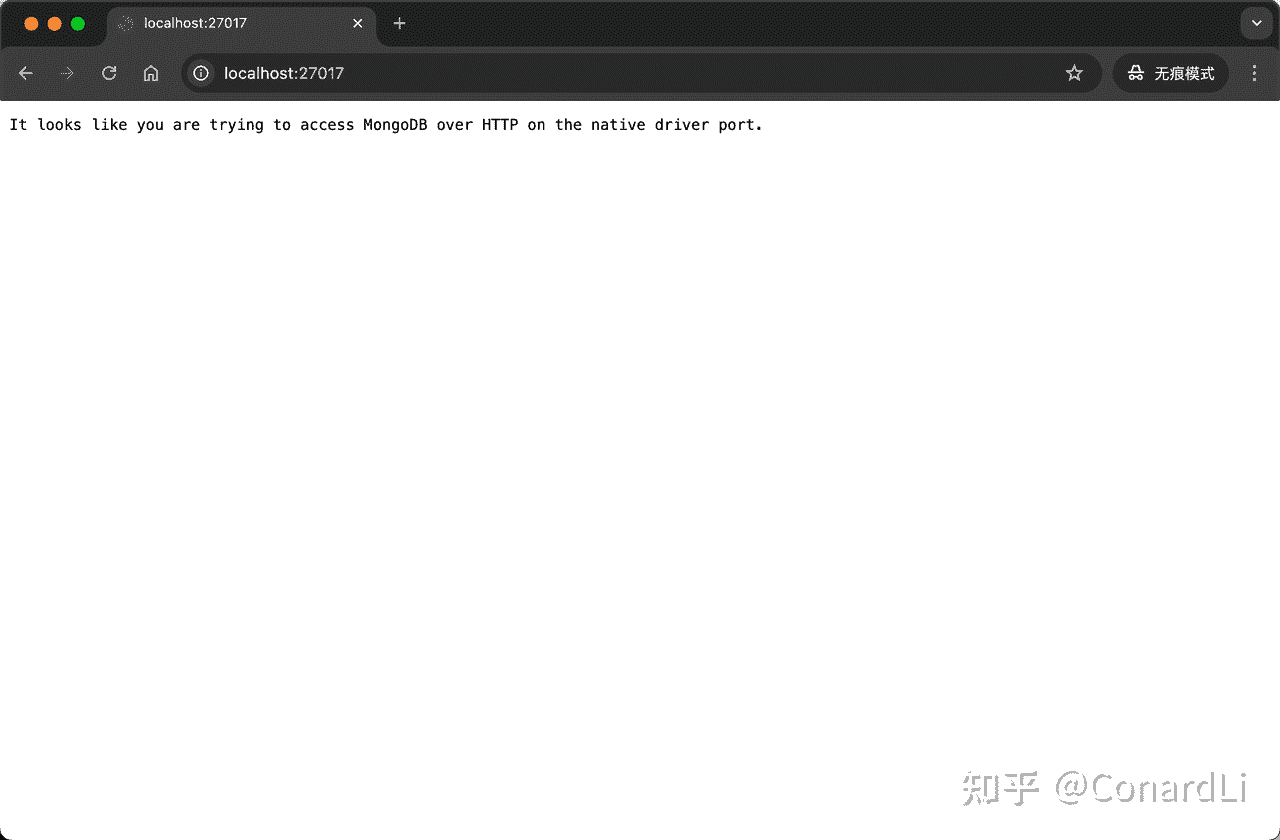 localhost:27017
localhost:27017
无痕模式
It looks like you are trying to access MongoDB over HTTP on the native driver port.
知乎 @ConardLi